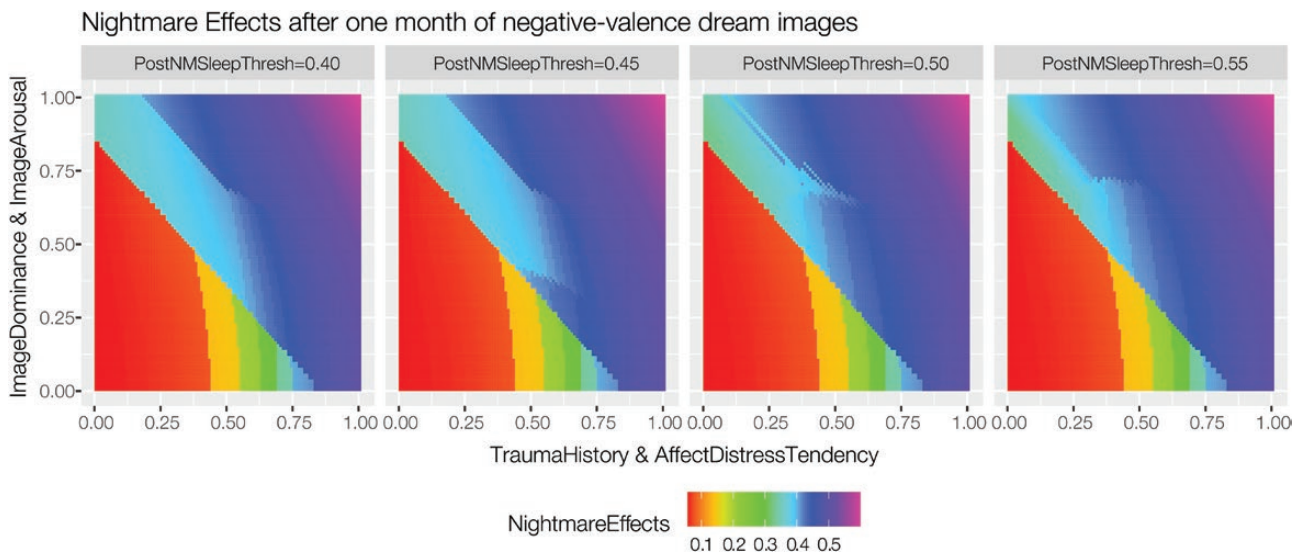 Nightmare Effects after one month of negative-valence dream images
PostNMSleepThresh=0.40 PostNMSleepThresh=0.45 PostNMSleepThresh=0.50 PostNMSleepThresh=0.55
ImageDominance & ImageArousal
1.00
0.75
0.50
0.25
0.00
0.00 0.25 0.50 0.75 1.00 0.00 0.25 0.50 0.75 1.00 0.00 0.25 0.50 0.75 1.00 0.00 0.25 0.50 0.75 1.00
TraumaHistory & AffectDistressTendency
NightmareEffects
0.1 0.2 0.3 0.4 0.5